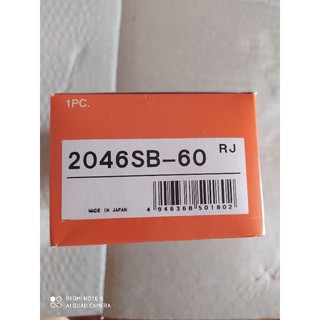 1PC.
2046SB-60 RJ
MADE IN JAPAN
4 946368 501802
REDMI NOTE 8
AI QUAD CAMERA